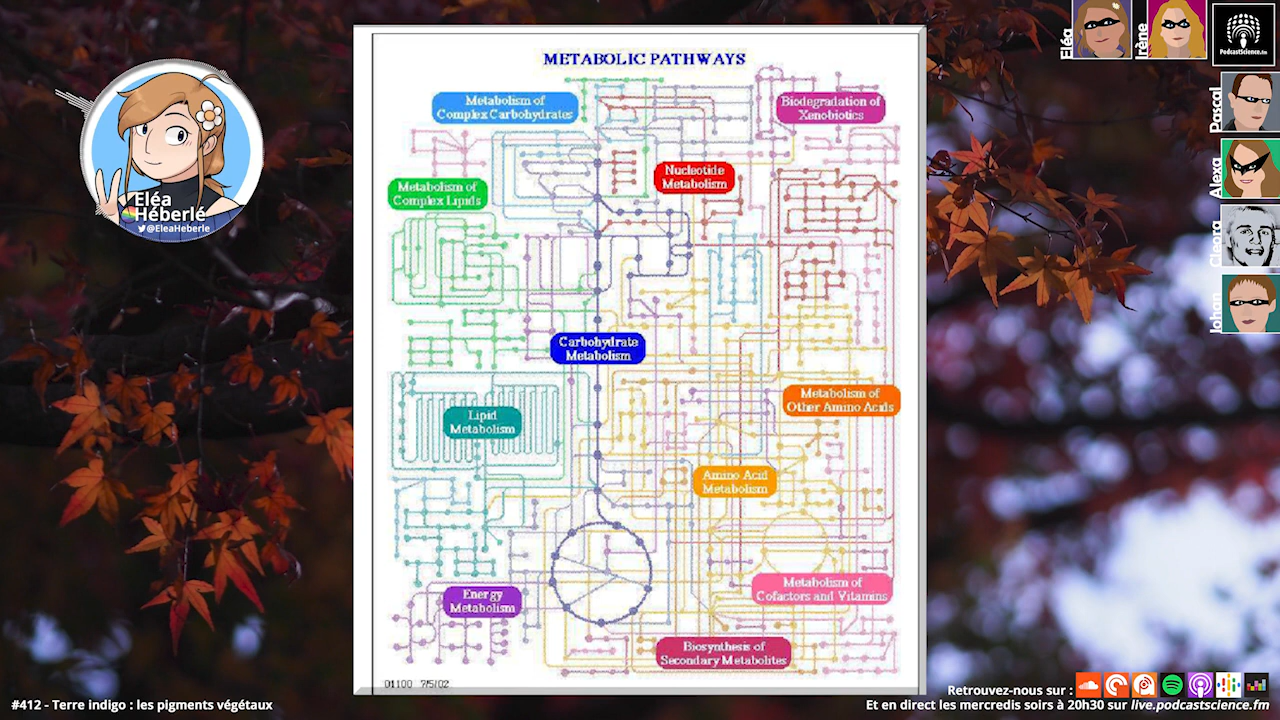 METABOLIC PATHWAYS
Metabolism of
Complex Carbohydrates
Biodegradation of
Xenobiotics
Nucleotide
Metabolism
Metabolism of
Complex Lipids
Carbohydrate
Metabolism
Lipid
Metabolism
Metabolism of
Other Amino Acids
Amino Acid
Metabolism
Energy
Metabolism
Metabolism of
Cofactors and Vitamins
Biosynthesis of
Secondary Metabolites
01100 7/5/02
Eléa
Héberlé
@EleaHeberle
Eléa
Irène
PodcastScience.fm
Pascal
Alexa
#412 - Terre indigo : les pigments végétaux
Retrouvez-nous sur :
Et en direct les mercredis soirs à 20h30 sur live.podcastscience.fm